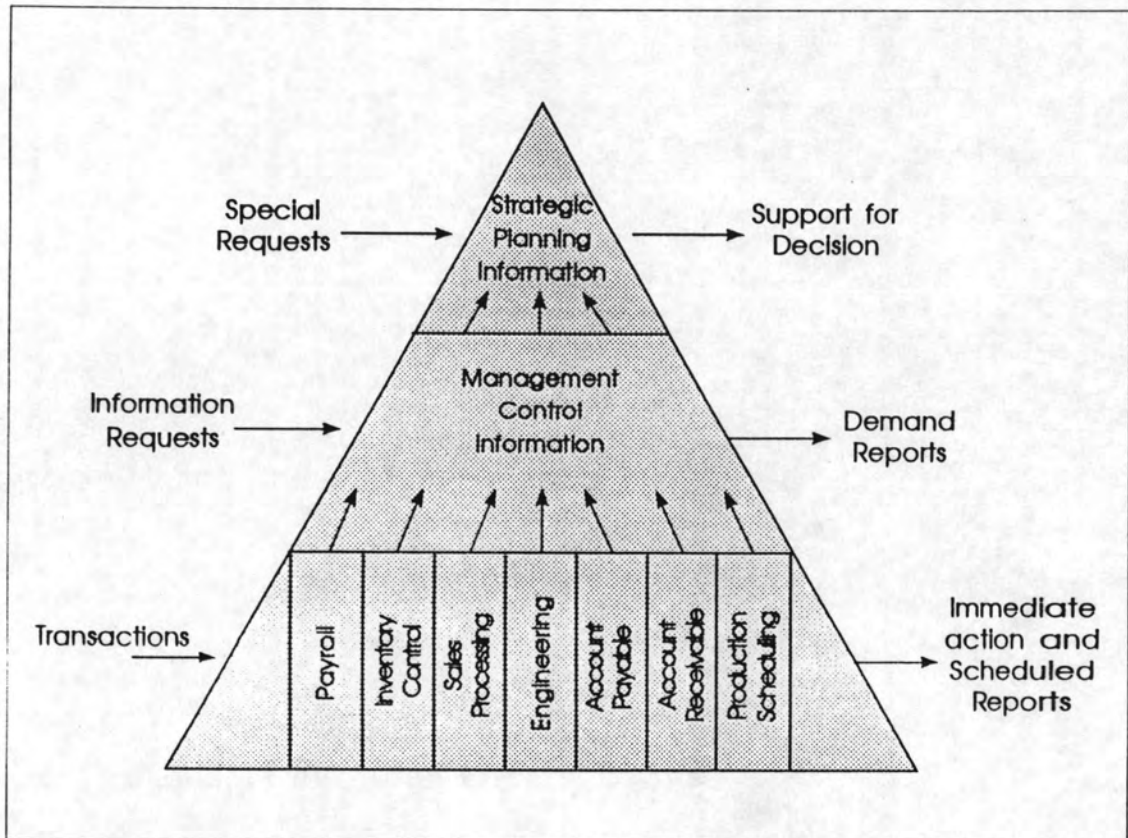 Special
Requests
Strategic
Planning
Information
Support for
Decision
Information
Requests
Management
Control
Information
Demand
Reports
Transactions
Payroll
Inventary
Control
Sales
Processing
Engineering
Account
Payable
Account
Receivable
Production
Scheduling
Immediate
action and
Scheduled
Reports